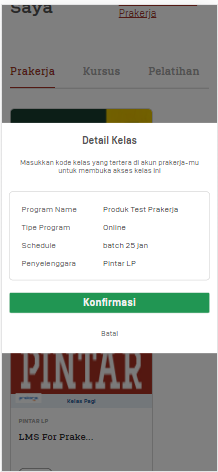 Saya
Prakerja
Prakerja Kursus Pelatihan
Detail Kelas
Masukkan kode kelas yang tertera di akun prakerja-mu
untuk membuka akses kelas ini
Program Name Produk Test Prakerja
Tipe Program Online
Schedule batch 25 jan
Penyelenggara Pintar LP
Konfirmasi
Batal
PINTAR
prakerja Kelas Pagi
PINTAR LP
LMS For Prake...